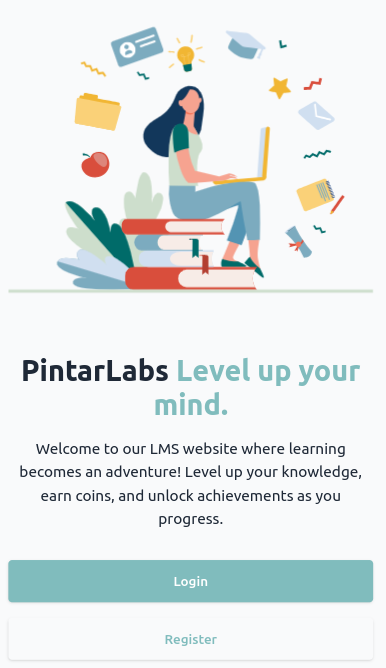 PintarLabs Level up your
mind.
Welcome to our LMS website where learning
becomes an adventure! Level up your knowledge,
earn coins, and unlock achievements as you
progress.
Login
Register